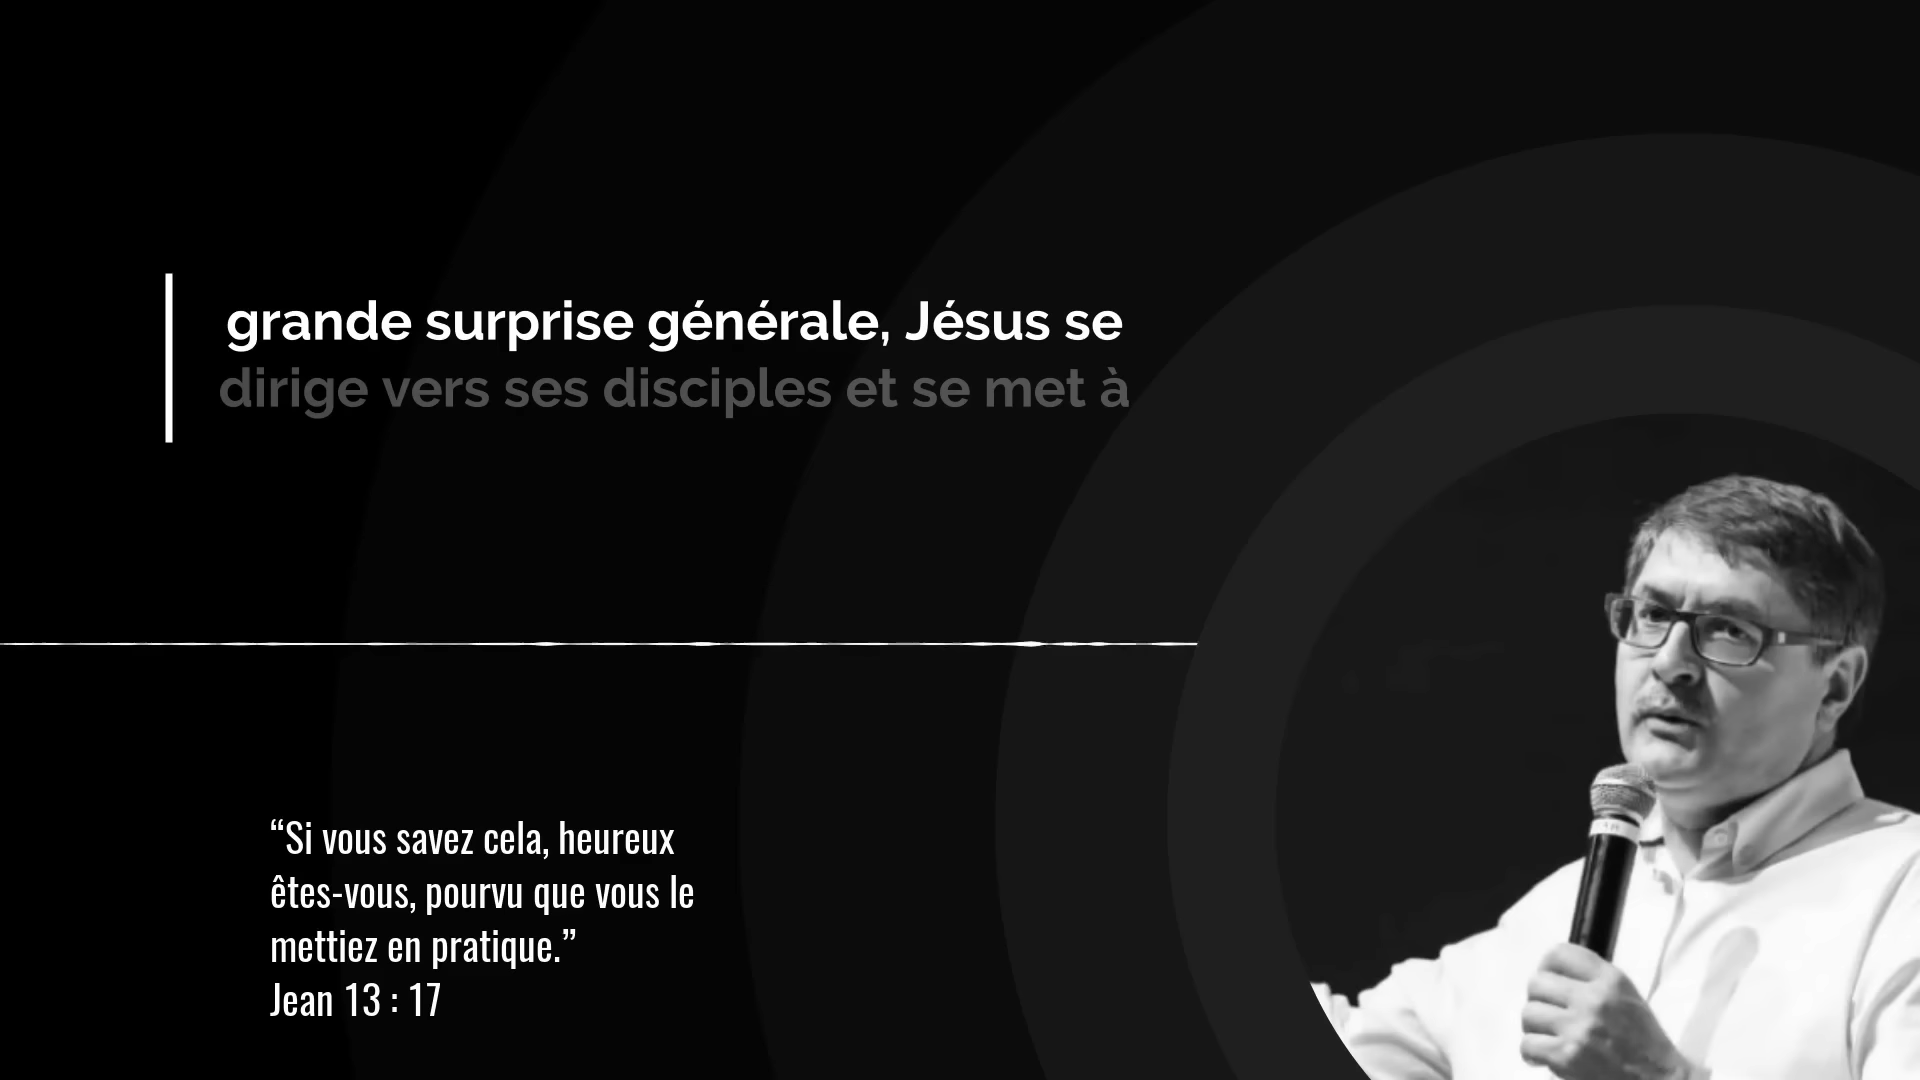 grande surprise générale, Jésus se
dirige vers ses disciples et se met à
“Si vous savez cela, heureux
êtes-vous, pourvu que vous le
mettiez en pratique.”
Jean 13 : 17